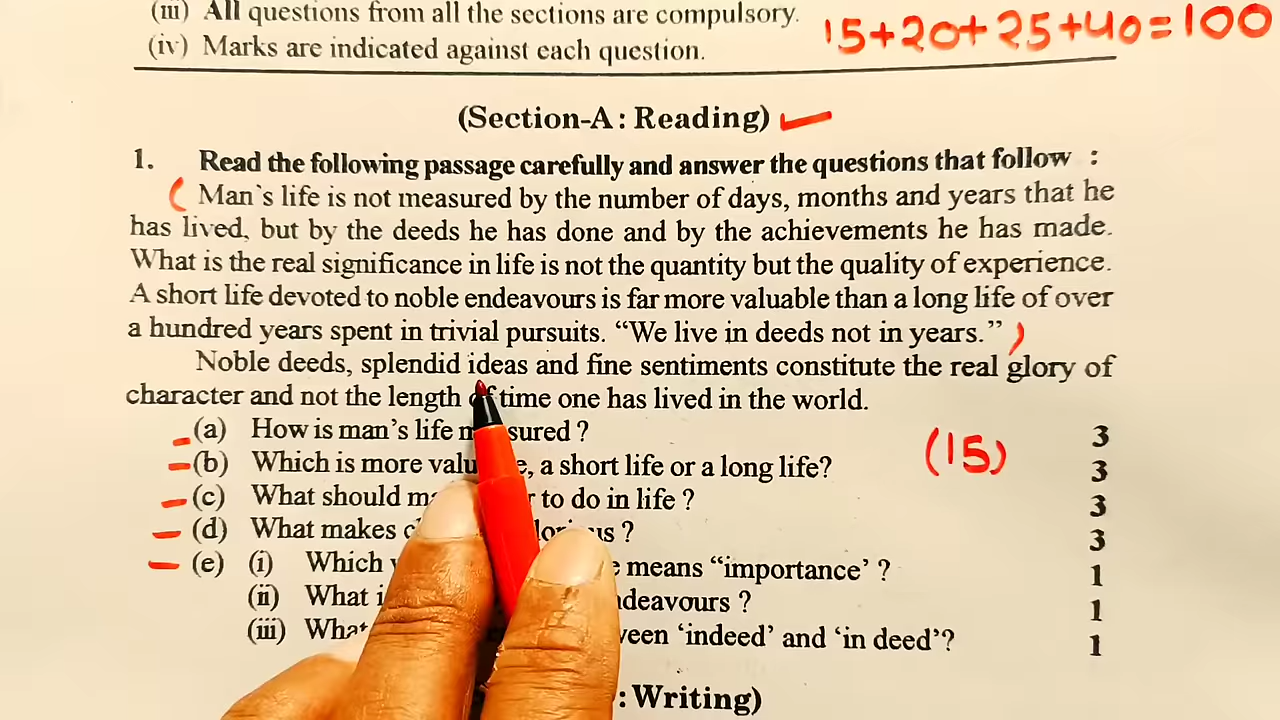 (iii) All questions from all the sections are compulsory.
15+20+25+40=100
(iv) Marks are indicated against each question.
(Section-A : Reading)
1. Read the following passage carefully and answer the questions that follow :
( Man's life is not measured by the number of days, months and years that he
has lived, but by the deeds he has done and by the achievements he has made.
What is the real significance in life is not the quantity but the quality of experience.
A short life devoted to noble endeavours is far more valuable than a long life of over
a hundred years spent in trivial pursuits. “We live in deeds not in years.” )
Noble deeds, splendid ideas and fine sentiments constitute the real glory of
character and not the length of time one has lived in the world.
(a) How is man's life measured ? 3
(b) Which is more valuable, a short life or a long life? 3
(15)
(c) What should to do in life ? 3
(d) What makes ? 3
(e) (i) Which means “importance’ ? 1
(ii) What ? 1
(iii) What ‘indeed’ and ‘in deed’? 1
: Writing)